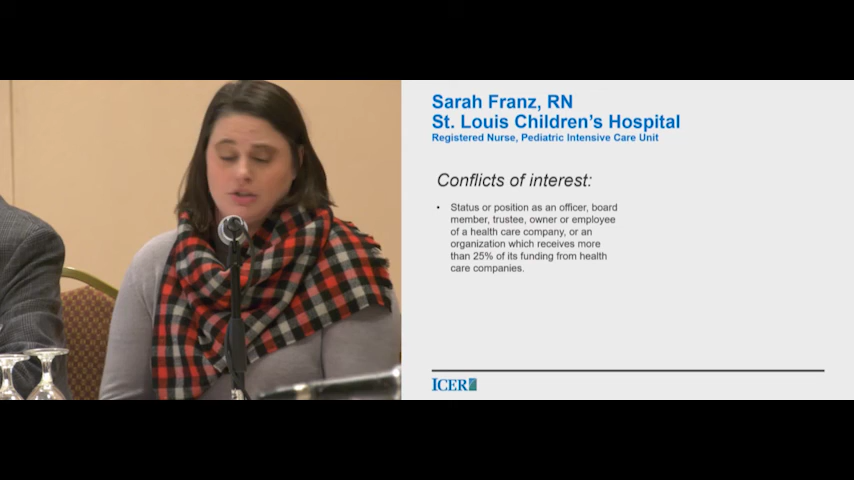 Sarah Franz, RN
St. Louis Children's Hospital
Registered Nurse, Pediatric Intensive Care Unit
Conflicts of interest:
• Status or position as an officer, board
member, trustee, owner or employee
of a health care company, or an
organization which receives more
than 25% of its funding from health
care companies.
ICER